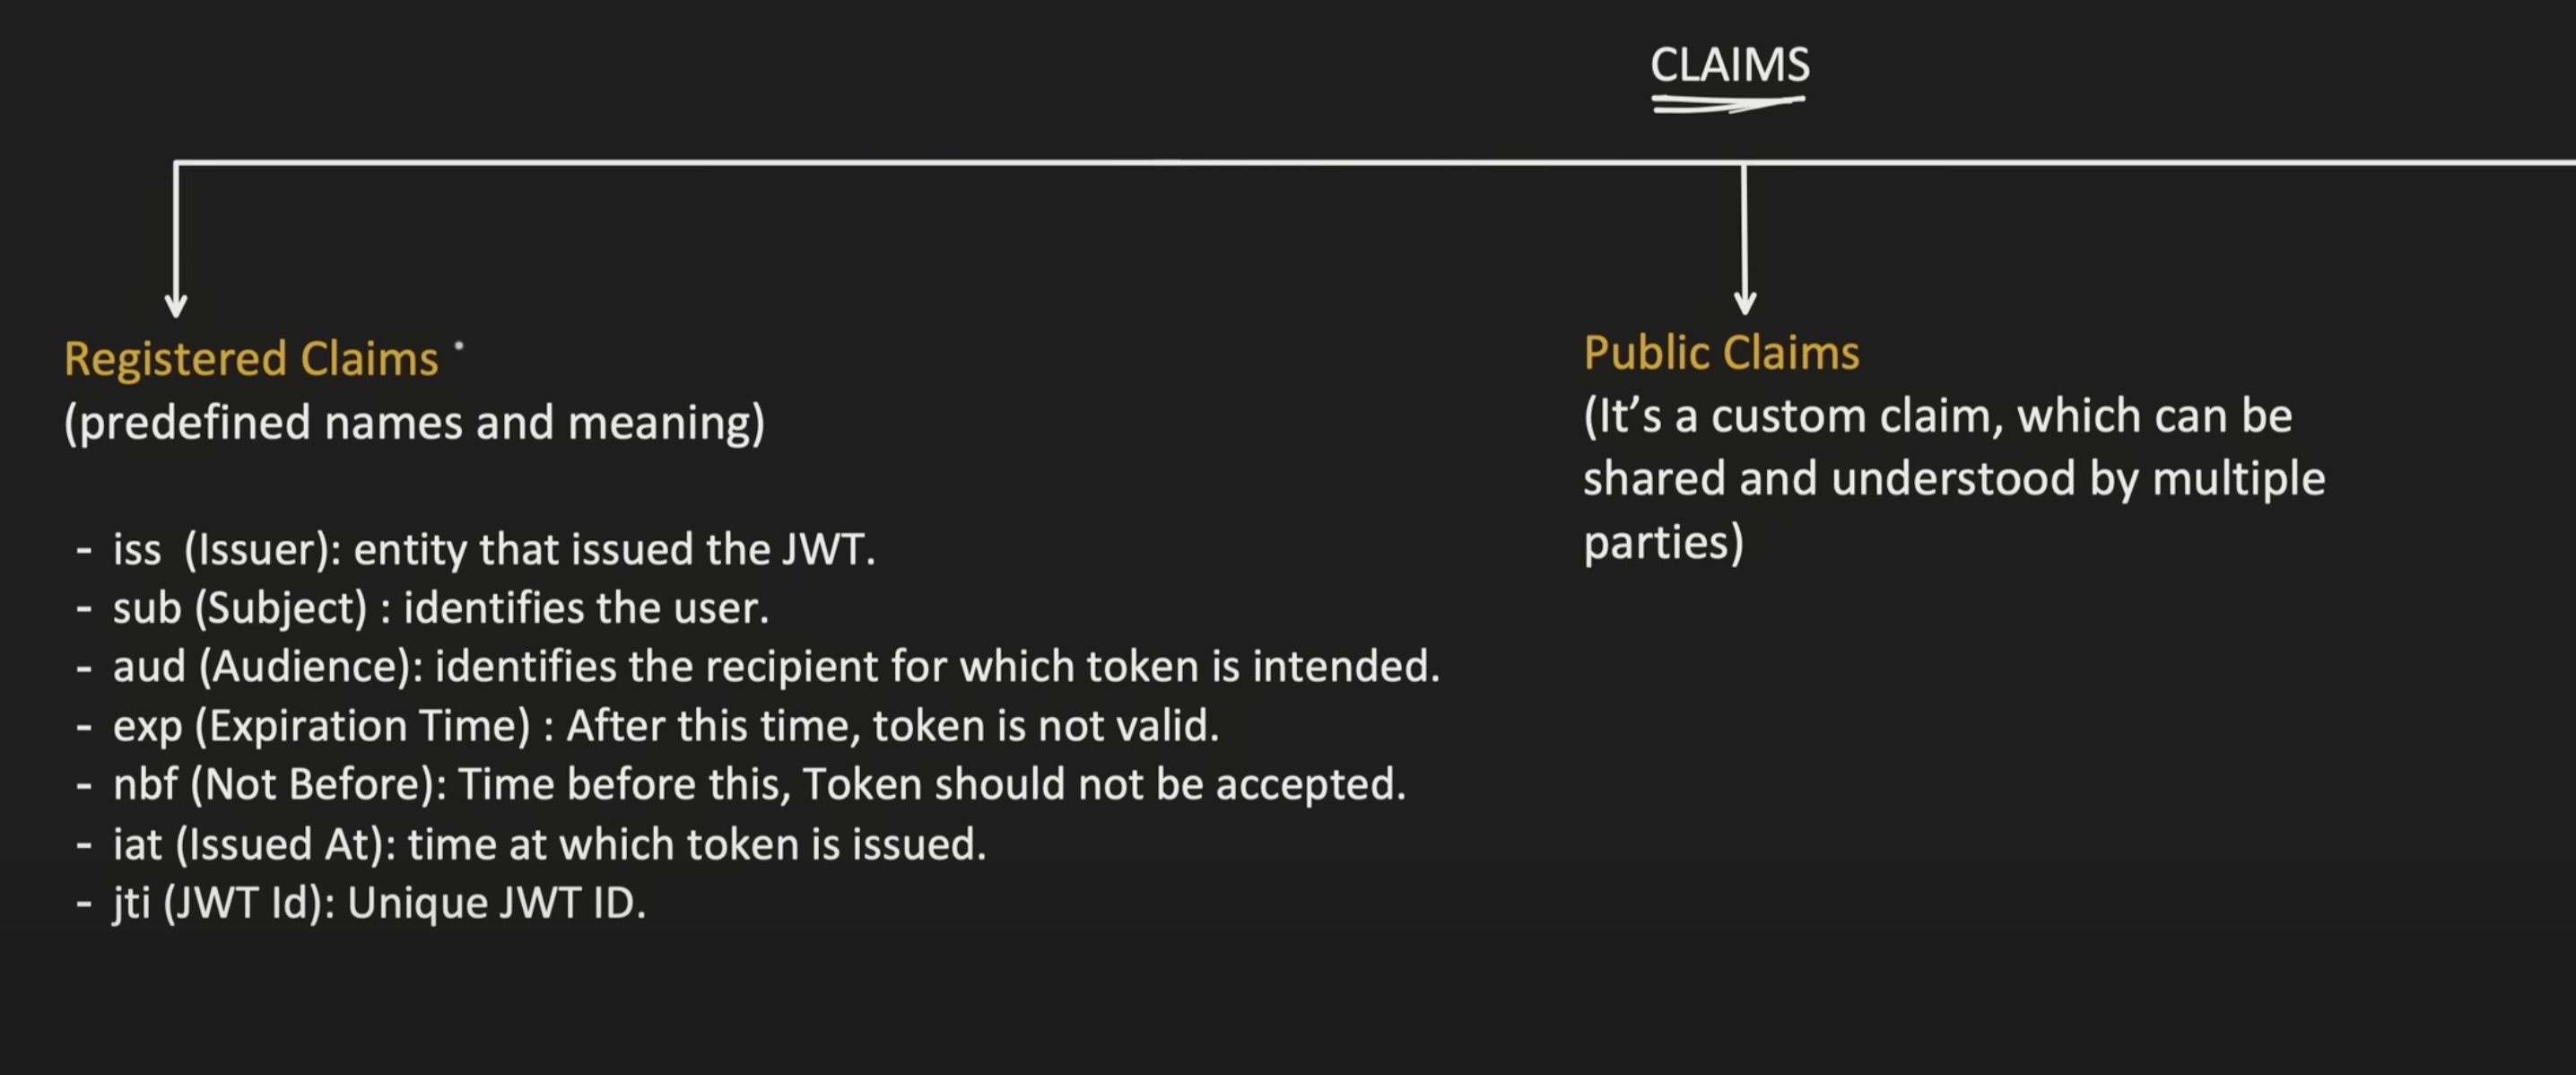 CLAIMS
Registered Claims
(predefined names and meaning)
- iss  (Issuer): entity that issued the JWT.
- sub (Subject) : identifies the user.
- aud (Audience): identifies the recipient for which token is intended.
- exp (Expiration Time) : After this time, token is not valid.
- nbf (Not Before): Time before this, Token should not be accepted.
- iat (Issued At): time at which token is issued.
- jti (JWT Id): Unique JWT ID.
Public Claims
(It’s a custom claim, which can be
shared and understood by multiple
parties)